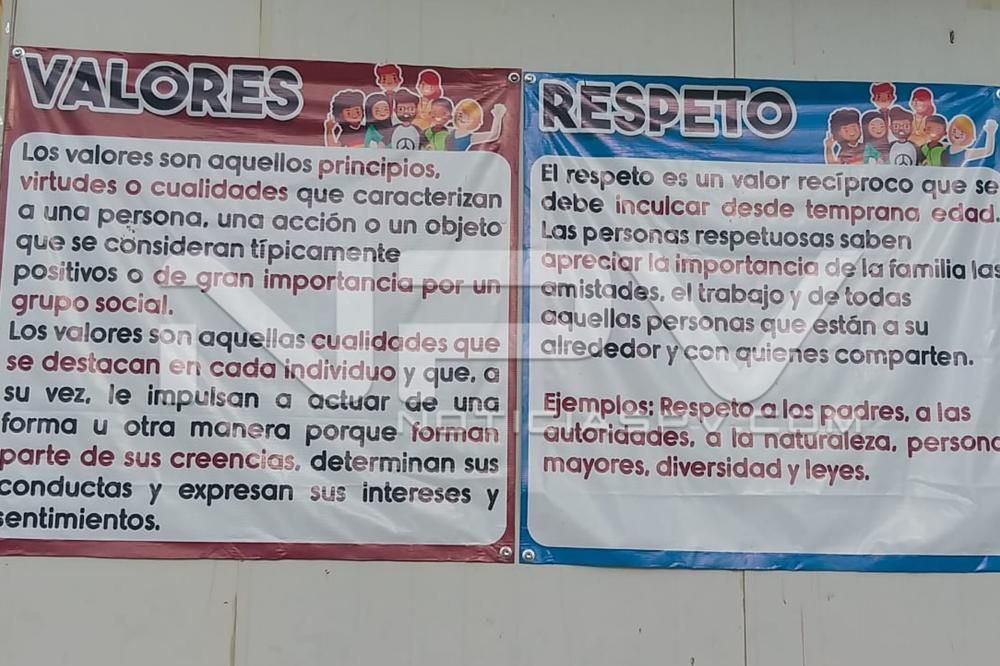 VALORES
Los valores son aquellos principios,
virtudes o cualidades que caracterizan
a una persona, una acción o un objeto
que se consideran típicamente
positivos o de gran importancia por un
grupo social.
Los valores son aquellas cualidades que
se destacan en cada individuo y que, a
su vez, le impulsan a actuar de una
forma u otra manera porque forman
parte de sus creencias, determinan sus
conductas y expresan sus intereses y
sentimientos.
RESPETO
El respeto es un valor recíproco que se
debe inculcar desde temprana edad.
Las personas respetuosas saben
apreciar la importancia de la familia las
amistades, el trabajo y de todas
aquellas personas que están a su
alrededor y con quienes comparten.
Ejemplos: Respeto a los padres, a las
autoridades, a la naturaleza, persona
mayores, diversidad y leyes.
NPV
NOTICIASPV.COM